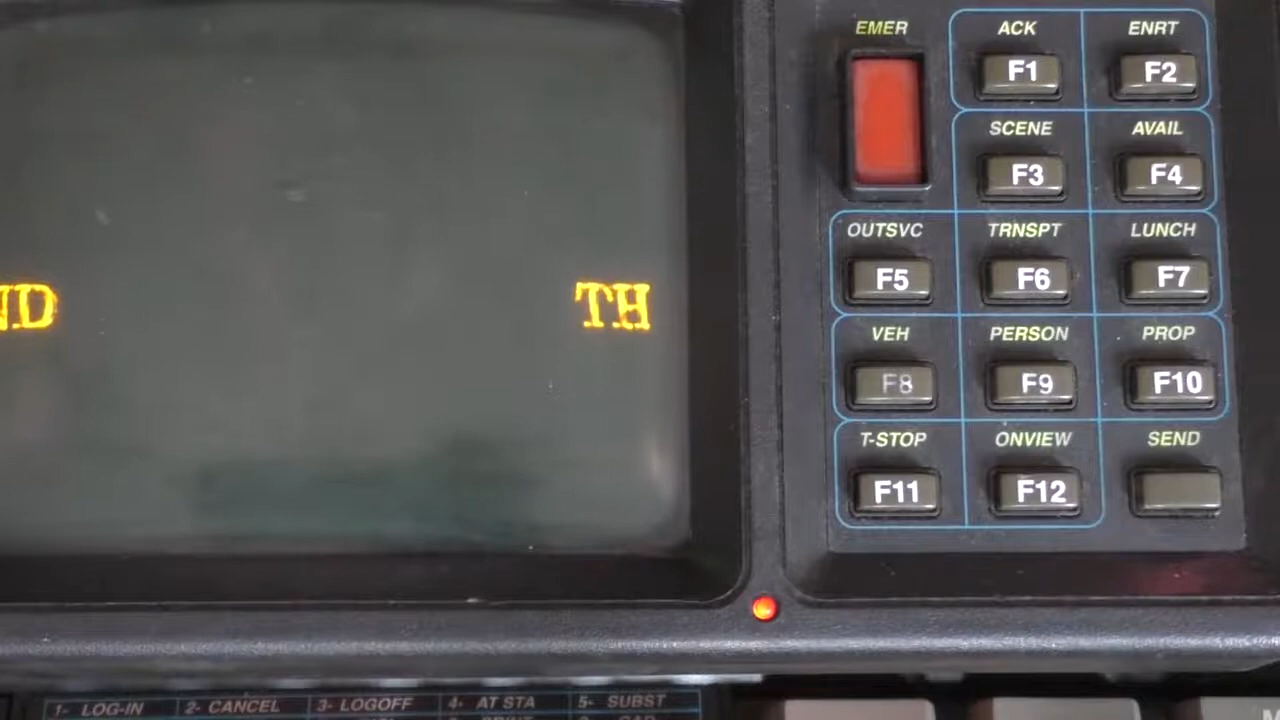 EMER ACK ENRT
F1 F2
SCENE AVAIL
F3 F4
OUTSVC TRNSPT LUNCH
F5 F6 F7
ND TH
VEH PERSON PROP
F8 F9 F10
T-STOP ONVIEW SEND
F11 F12
1- LOG-IN 2- CANCEL 3- LOGOFF 4- AT STA 5- SUBST